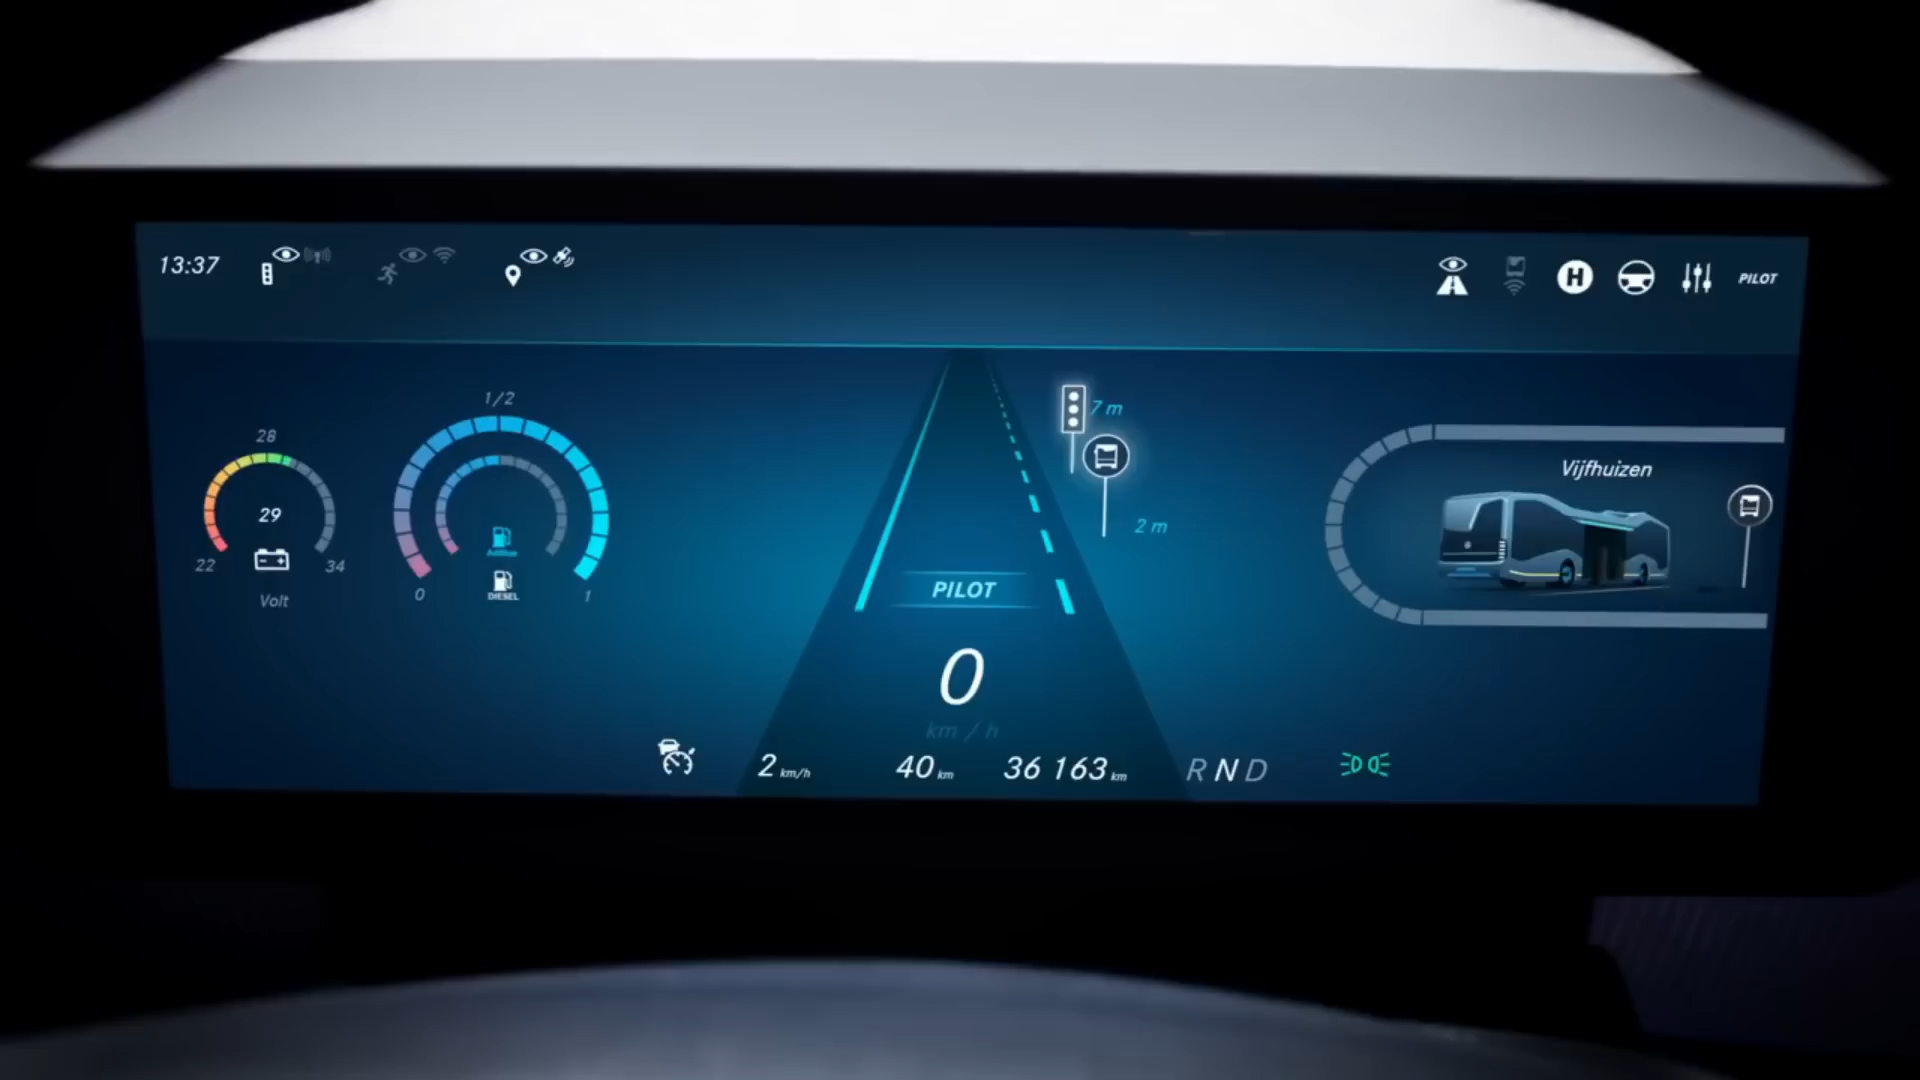 13:37
H
PILOT
1/2
28
7 m
Vijfhuizen
29
2 m
22
34
AdBlue
DIESEL
0
1
Volt
PILOT
0
km / h
2 km/h
40 km
36 163 km
R N D